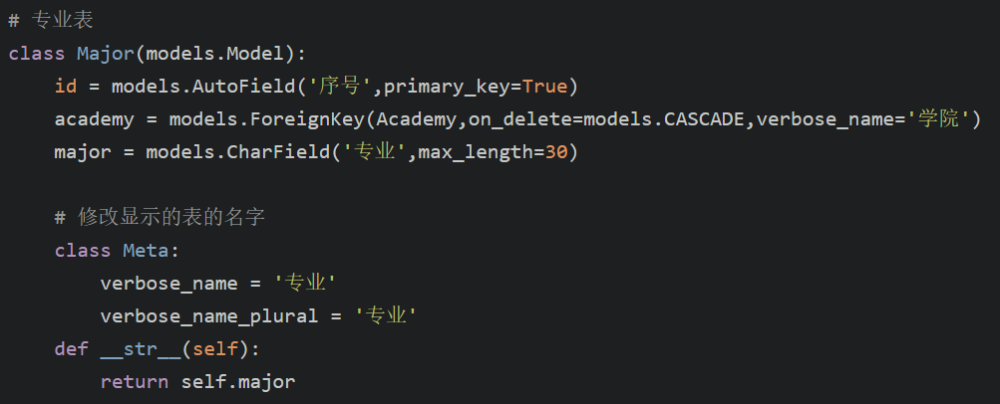 # 专业表
class Major(models.Model):
    id = models.AutoField('序号',primary_key=True)
    academy = models.ForeignKey(Academy,on_delete=models.CASCADE,verbose_name='学院')
    major = models.CharField('专业',max_length=30)

    # 修改显示的表的名字
    class Meta:
        verbose_name = '专业'
        verbose_name_plural = '专业'
    def __str__(self):
        return self.major